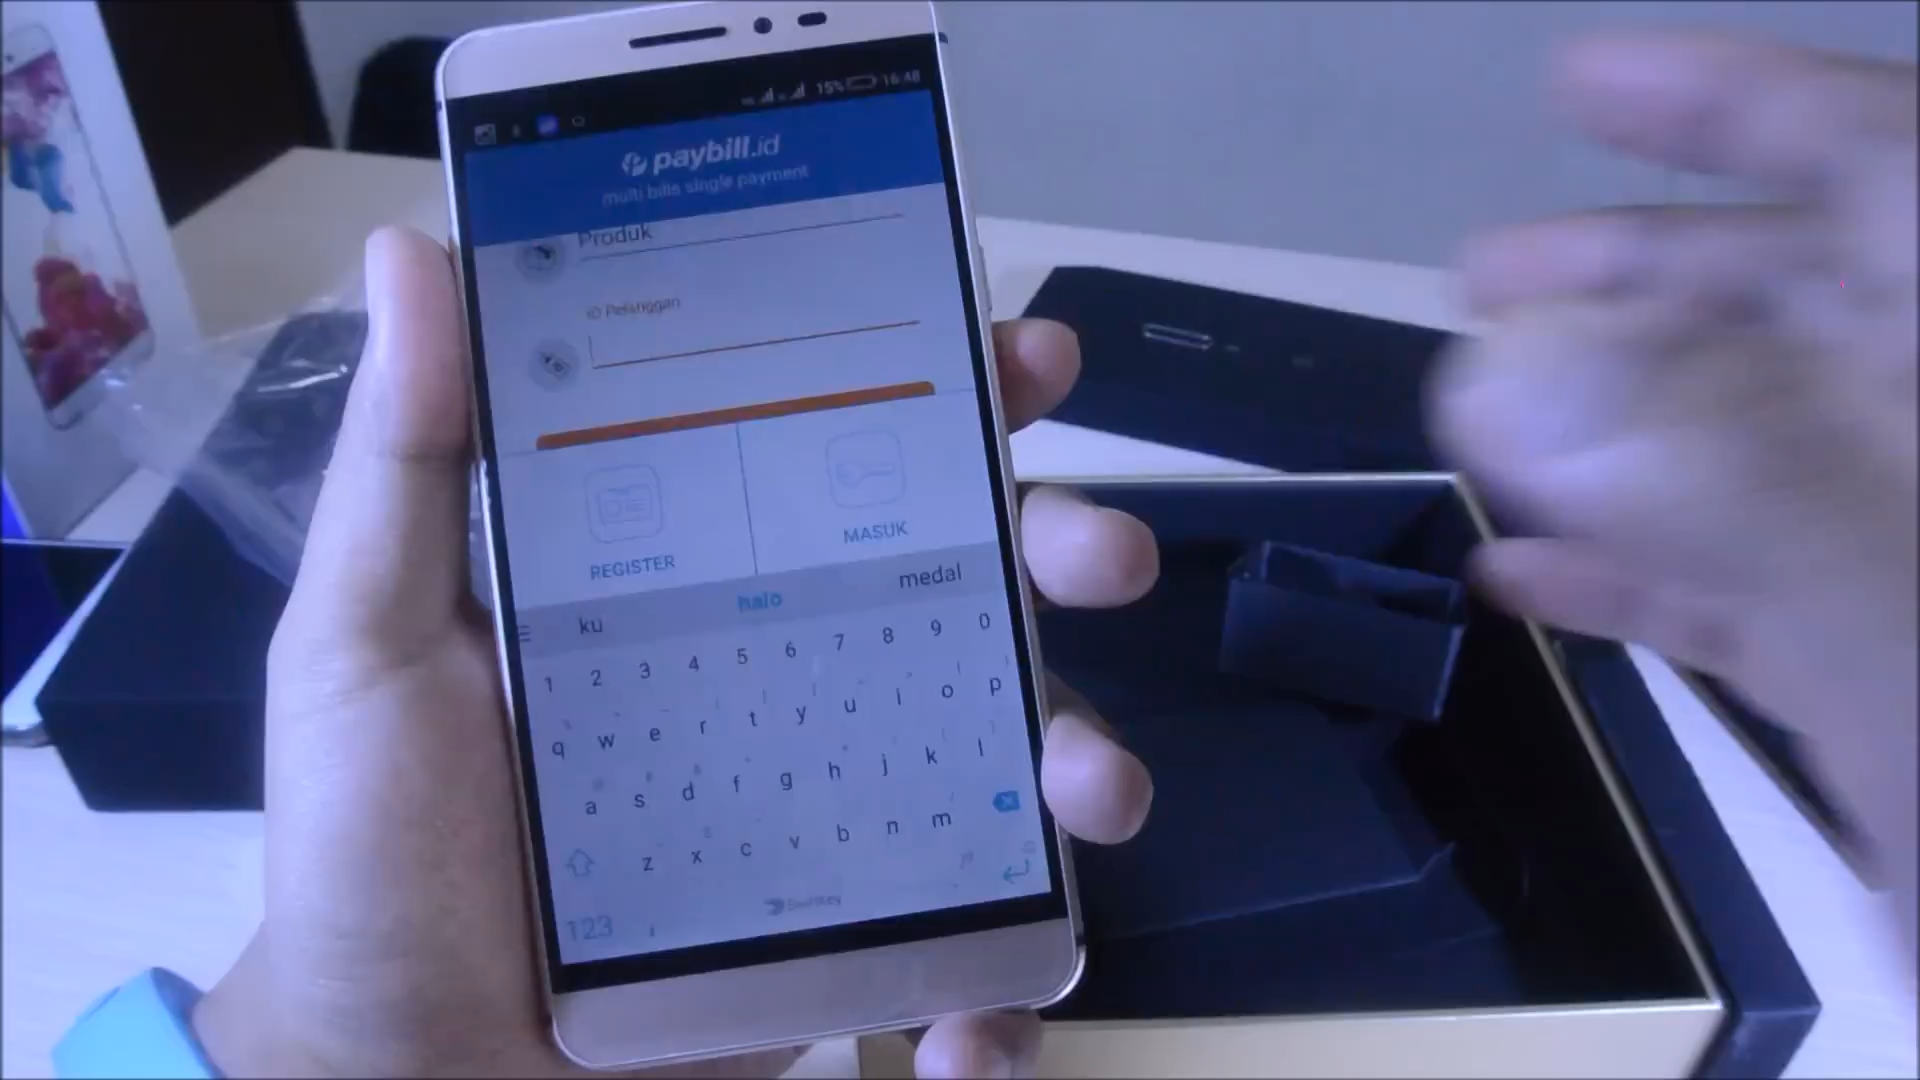 15% 16:48
paybill.id
multi bills single payment
Produk
ID Pelanggan
REGISTER
MASUK
ku halo medal
1 2 3 4 5 6 7 8 9 0
q w e r t y u i o p
a s d f g h j k l
z x c v b n m
SwiftKey
123 ,